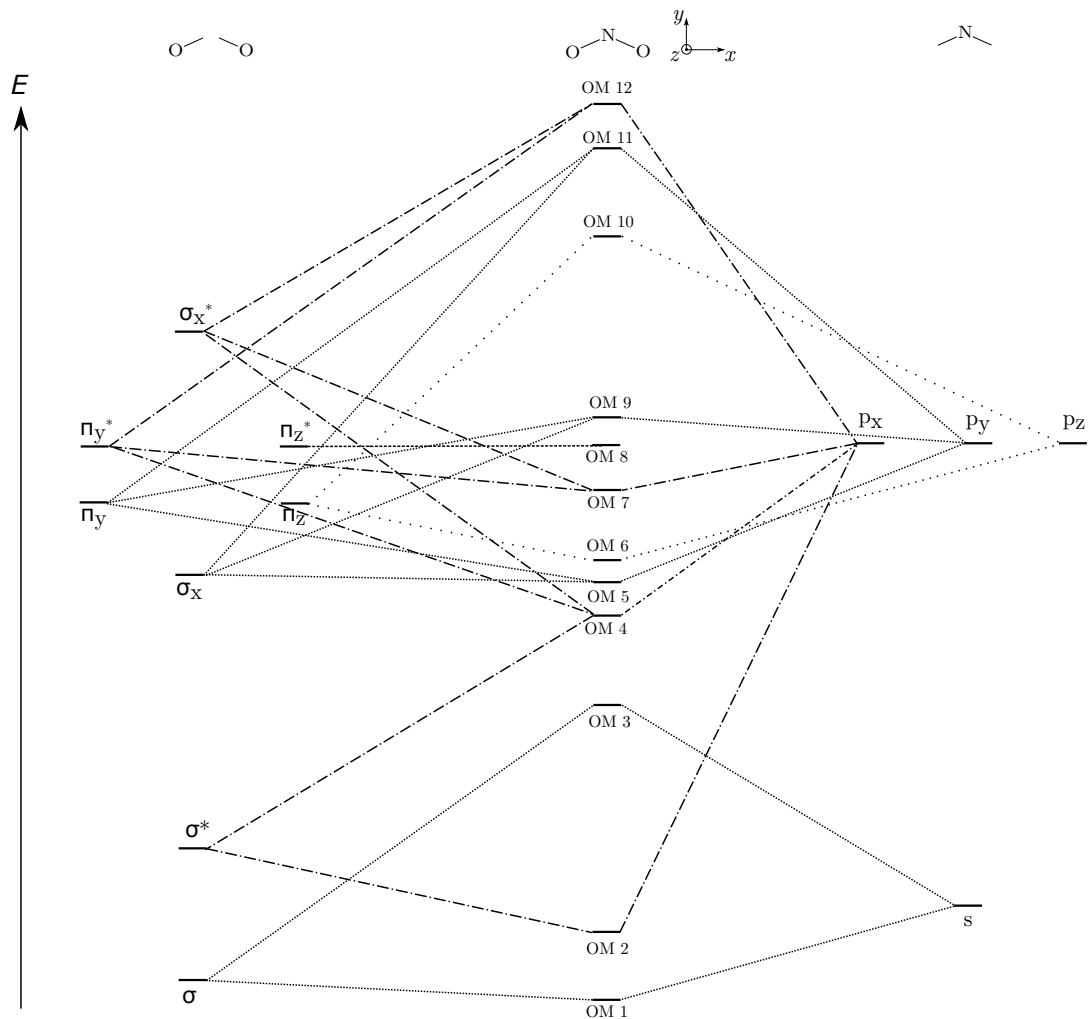 O O
N
O O
y
z x
N
E
OM 12
OM 11
OM 10
σx*
OM 9
πy* πz* px py pz
OM 8
πy πz OM 7
OM 6
σx OM 5
OM 4
OM 3
σ*
s
OM 2
σ OM 1